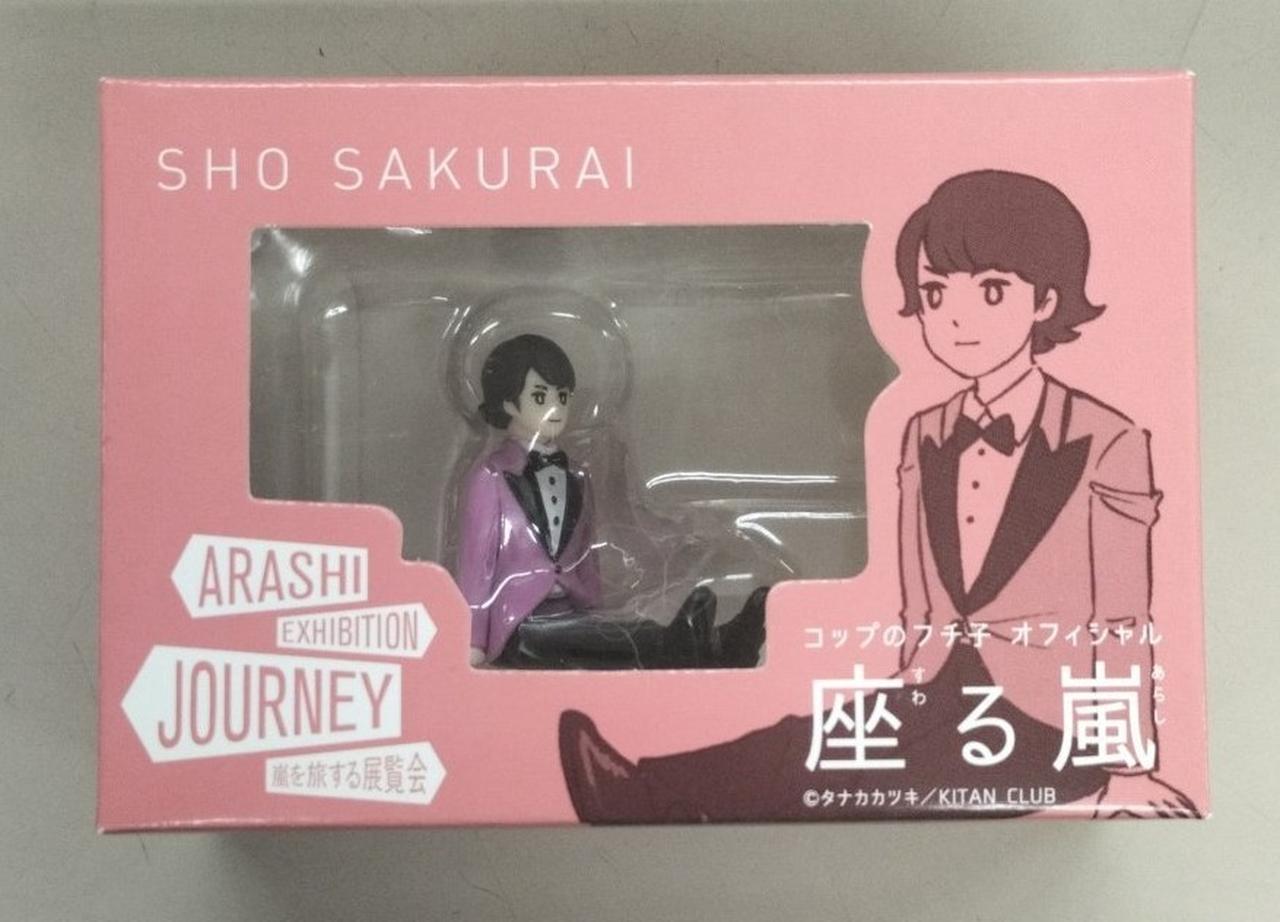 SHO SAKURAI
ARASHI
EXHIBITION
JOURNEY
嵐を旅する展覧会
コップのフチ子 オフィシャル
すわ あらし
座る嵐
©タナカカツキ／KITAN CLUB